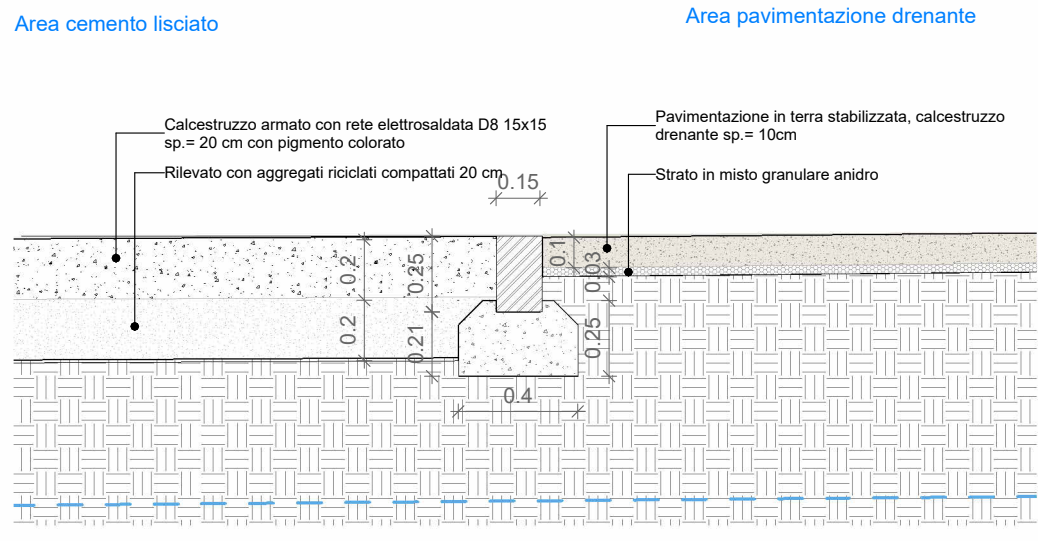 Area cemento lisciato
Area pavimentazione drenante
Calcestruzzo armato con rete elettrosaldata D8 15x15
sp.= 20 cm con pigmento colorato
Rilevato con aggregati riciclati compattati 20 cm
Pavimentazione in terra stabilizzata, calcestruzzo
drenante sp.= 10cm
Strato in misto granulare anidro
0.15
0.2
0.25
0.1
0.03
0.2
0.21
0.25
0.4